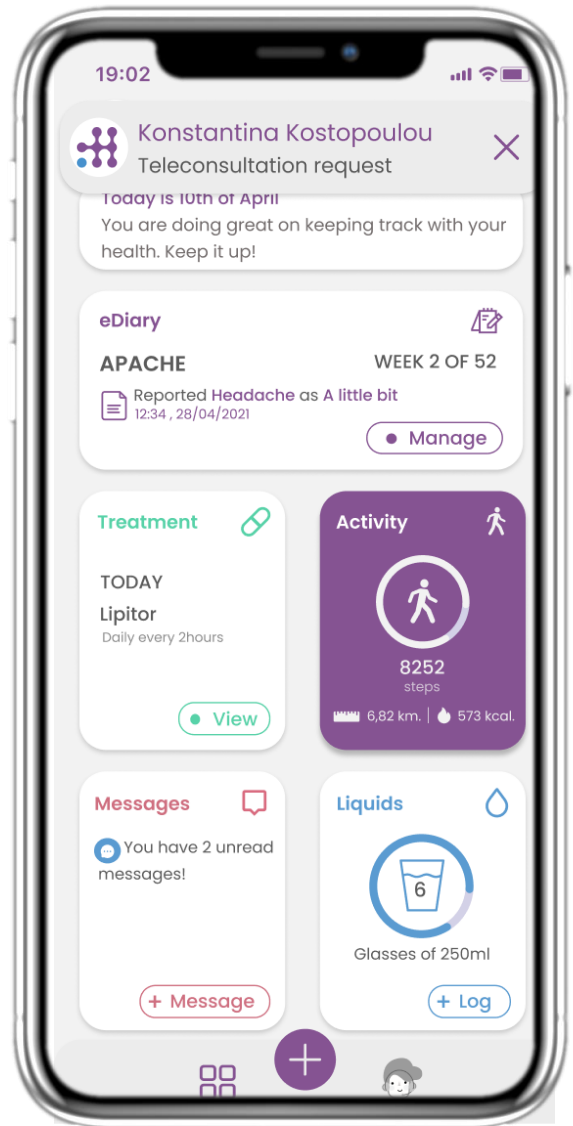 19:02
Konstantina Kostopoulou
Teleconsultation request
Today is 10th of April
You are doing great on keeping track with your
health. Keep it up!
eDiary
APACHE
WEEK 2 OF 52
Reported Headache as A little bit
12:34 , 28/04/2021
Manage
Treatment
TODAY
Lipitor
Daily every 2hours
View
Activity
8252
steps
6,82 km.
573 kcal.
Messages
You have 2 unread
messages!
+ Message
Liquids
6
Glasses of 250ml
+ Log